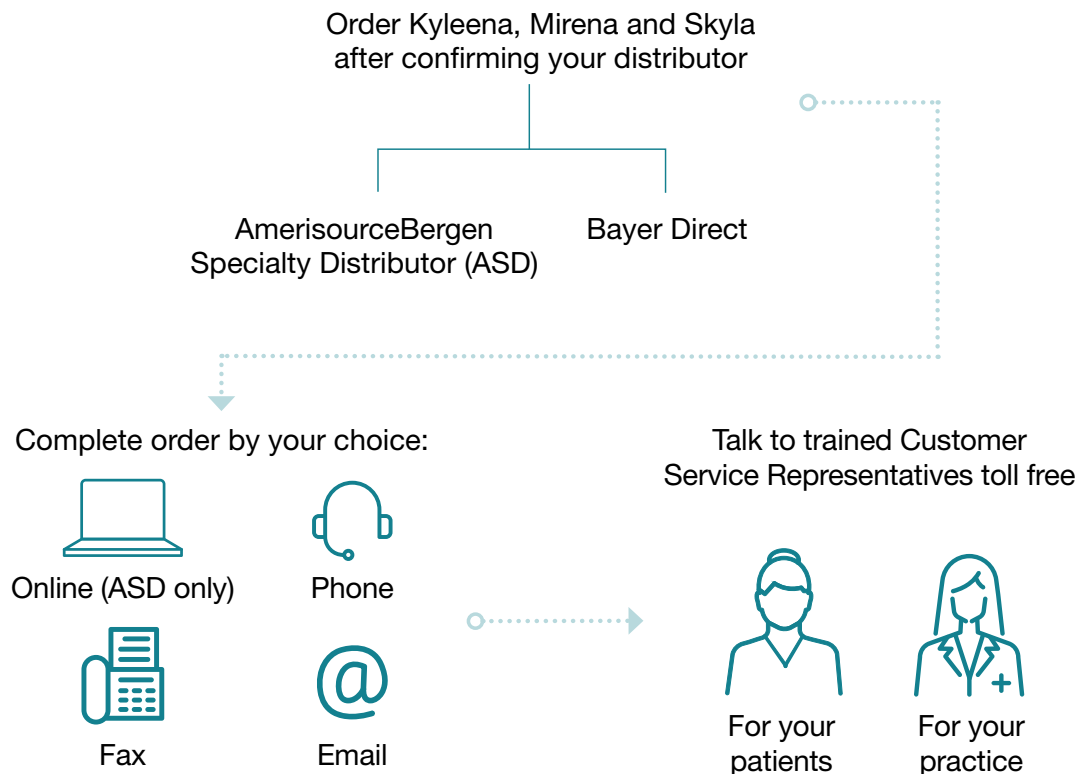 Order Kyleena, Mirena and Skyla
after confirming your distributor
AmerisourceBergen
Specialty Distributor (ASD)
Bayer Direct
Complete order by your choice:
Online (ASD only)
Phone
Fax
@
Email
Talk to trained Customer
Service Representatives toll free
For your
patients
For your
practice